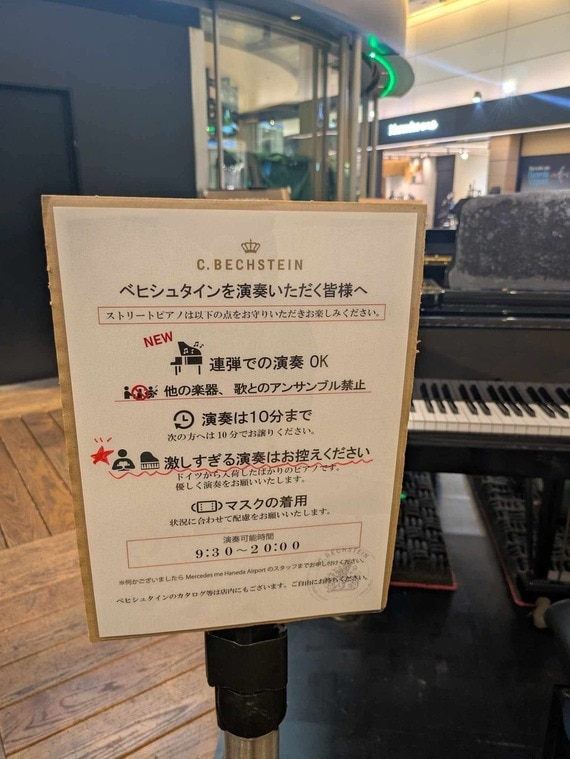 C. BECHSTEIN
ベヒシュタインを演奏いただく皆様へ
ストリートピアノは以下の点をお守りいただきお楽しみください。
NEW
連弾での演奏 OK
他の楽器、歌とのアンサンブル禁止
演奏は10分まで
次の方へは10分でお譲りください。
激しすぎる演奏はお控えください
ドイツから入荷したばかりのピアノです。
優しく演奏をお願いいたします。
マスクの着用
状況に合わせて配慮をお願いいたします。
演奏可能時間
9:30～20:00
※何かございましたら Mercedes me Haneda Airport のスタッフまでお申し付けください。
ベヒシュタインのカタログ等は店内にもございます。ご自由にお持ちください。
BECHSTEIN